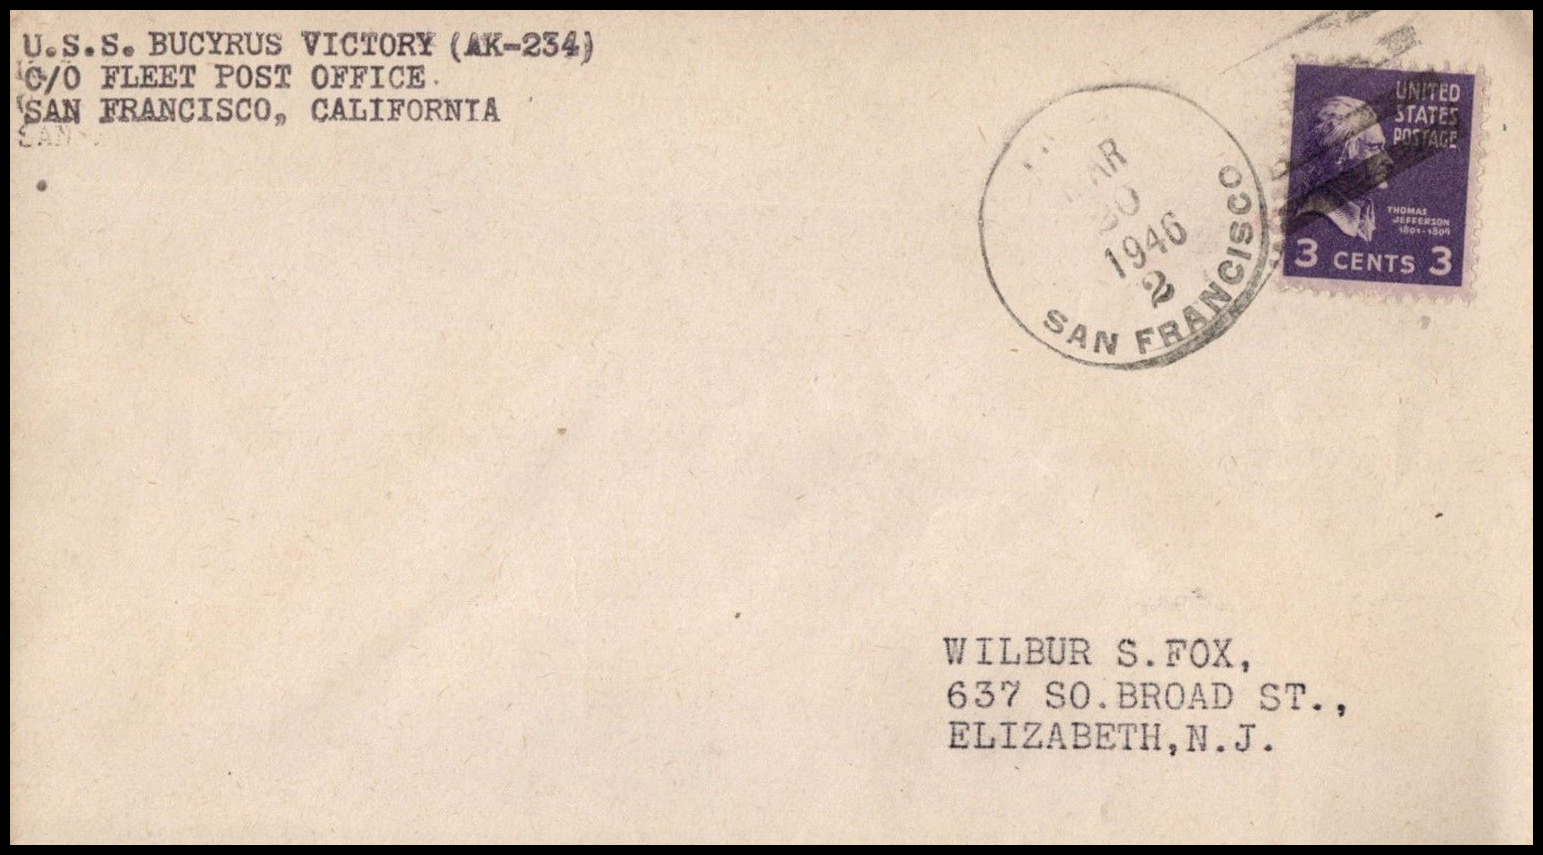 U.S.S. BUCYRUS VICTORY (AK-234)
C/O FLEET POST OFFICE
SAN FRANCISCO, CALIFORNIA
SAN
1946
2
SAN FRANCISCO
UNITED
STATES
POSTAGE
THOMAS
JEFFERSON
1801-1809
3 CENTS 3
WILBUR S.FOX,
637 SO.BROAD ST.,
ELIZABETH,N.J.